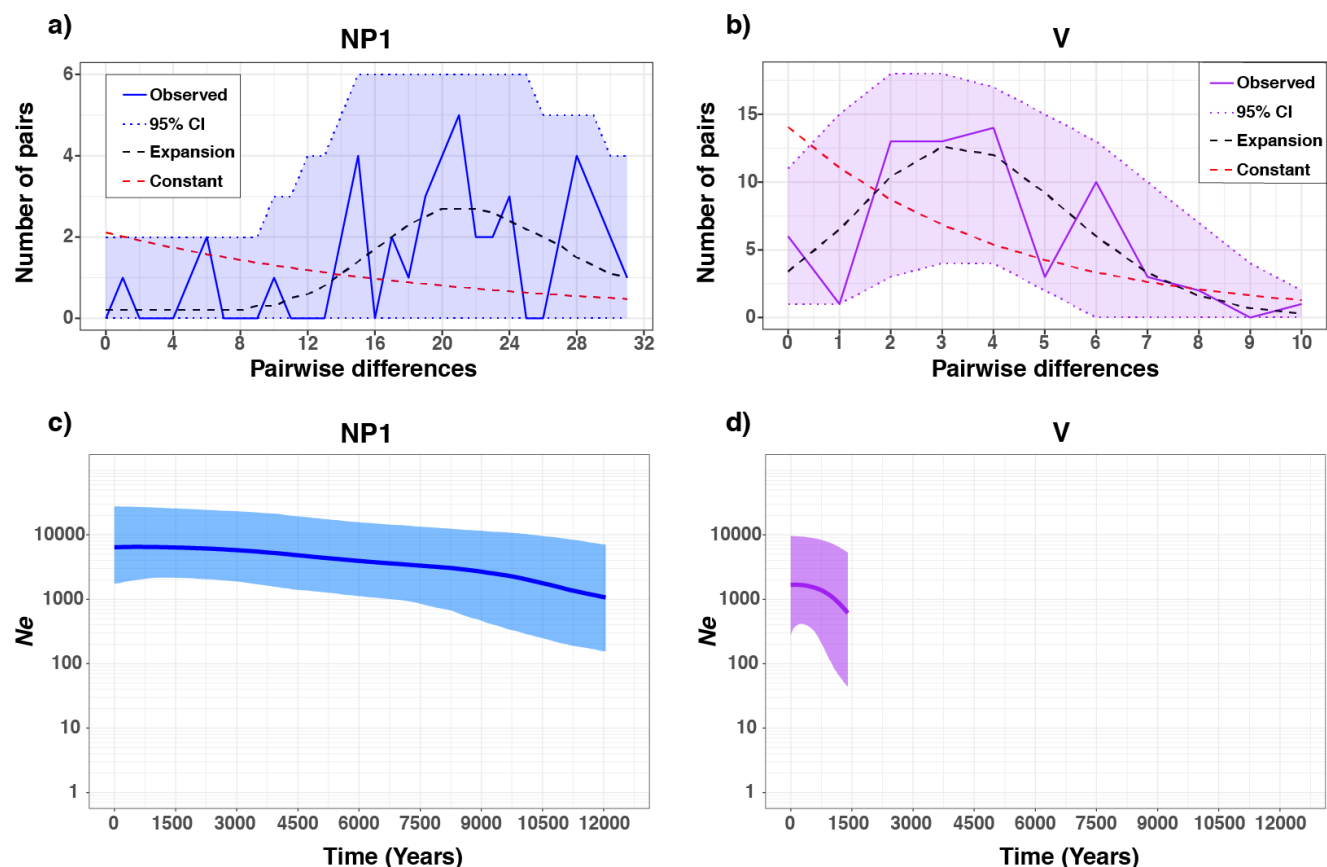 a)
NP1
Number of pairs
6
4
2
0
Observed
95% CI
Expansion
Constant
0 4 8 12 16 20 24 28 32
Pairwise differences
b)
V
Number of pairs
15
10
5
0
Observed
95% CI
Expansion
Constant
0 1 2 3 4 5 6 7 8 9 10
Pairwise differences
c)
NP1
Ne
10000
1000
100
10
1
0 1500 3000 4500 6000 7500 9000 10500 12000
Time (Years)
d)
V
Ne
10000
1000
100
10
1
0 1500 3000 4500 6000 7500 9000 10500 12000
Time (Years)